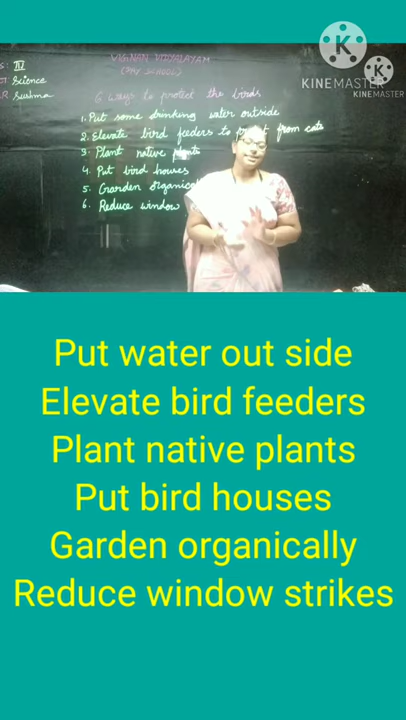 KINEMASTER
KINEMASTER
S: III
Science
R. Sushma
VIGNAN VIDYALAYAM
(MY SCHOOL)
6 ways to protect the birds
1. Put some drinking water outside
2. Elevate bird feeders to protect from cats
3. Plant native plants
4. Put bird houses
5. Garden organical
6. Reduce window
Put water out side
Elevate bird feeders
Plant native plants
Put bird houses
Garden organically
Reduce window strikes